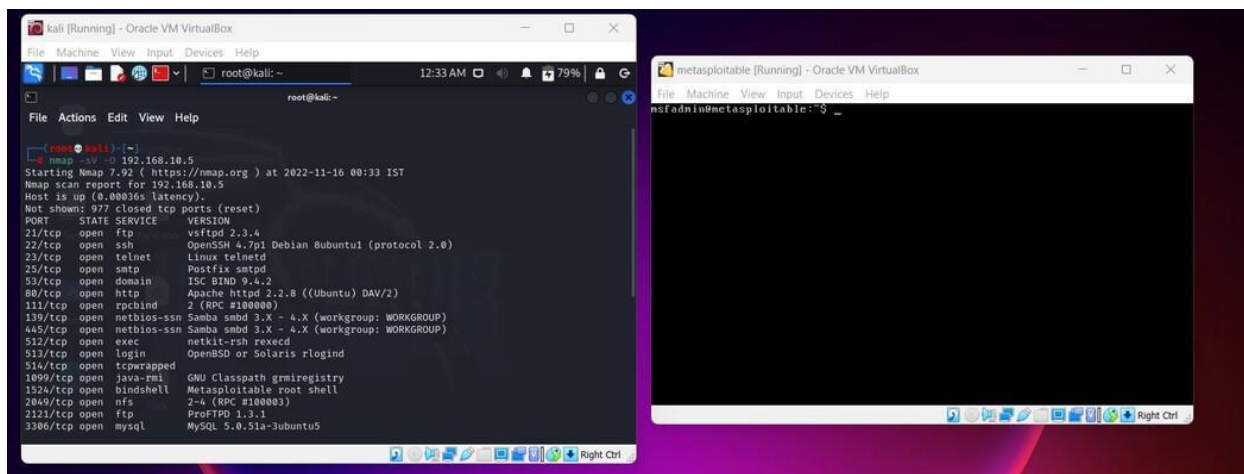 kali [Running] - Oracle VM VirtualBox
File Machine View Input Devices Help
root@kali: ~
12:33 AM
79%
root@kali: ~
File Actions Edit View Help
(root kali)-[~]
# nmap -sV -O 192.168.10.5
Starting Nmap 7.92 ( https://nmap.org ) at 2022-11-16 00:33 IST
Nmap scan report for 192.168.10.5
Host is up (0.00036s latency).
Not shown: 977 closed tcp ports (reset)
PORT STATE SERVICE VERSION
21/tcp open ftp vsftpd 2.3.4
22/tcp open ssh OpenSSH 4.7p1 Debian 8ubuntu1 (protocol 2.0)
23/tcp open telnet Linux telnetd
25/tcp open smtp Postfix smtpd
53/tcp open domain ISC BIND 9.4.2
80/tcp open http Apache httpd 2.2.8 ((Ubuntu) DAV/2)
111/tcp open rpcbind 2 (RPC #100000)
139/tcp open netbios-ssn Samba smbd 3.X - 4.X (workgroup: WORKGROUP)
445/tcp open netbios-ssn Samba smbd 3.X - 4.X (workgroup: WORKGROUP)
512/tcp open exec netkit-rsh rexecd
513/tcp open login OpenBSD or Solaris rlogind
514/tcp open tcpwrapped
1099/tcp open java-rmi GNU Classpath grmiregistry
1524/tcp open bindshell Metasploitable root shell
2049/tcp open nfs 2-4 (RPC #100003)
2121/tcp open ftp ProFTPD 1.3.1
3306/tcp open mysql MySQL 5.0.51a-3ubuntu5
Right Ctrl
metasploitable [Running] - Oracle VM VirtualBox
File Machine View Input Devices Help
msfadmin@metasploitable:~$ _
Right Ctrl